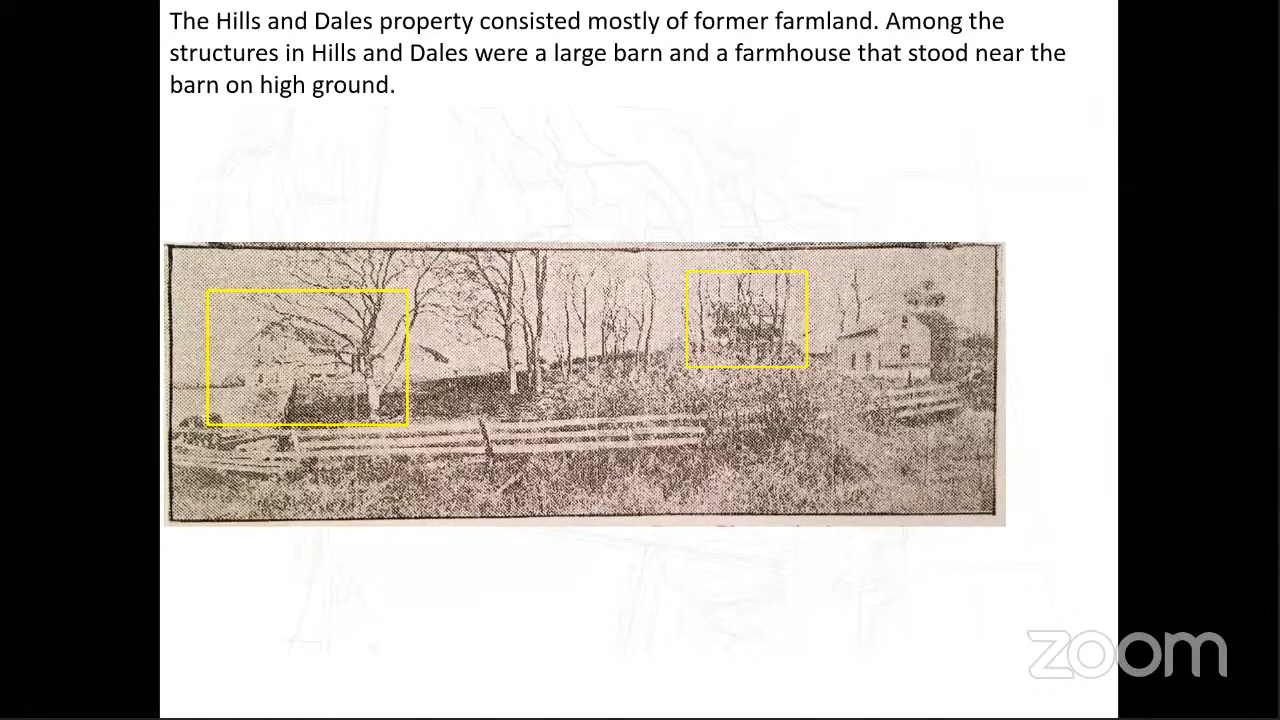 The Hills and Dales property consisted mostly of former farmland. Among the
structures in Hills and Dales were a large barn and a farmhouse that stood near the
barn on high ground.
zoom